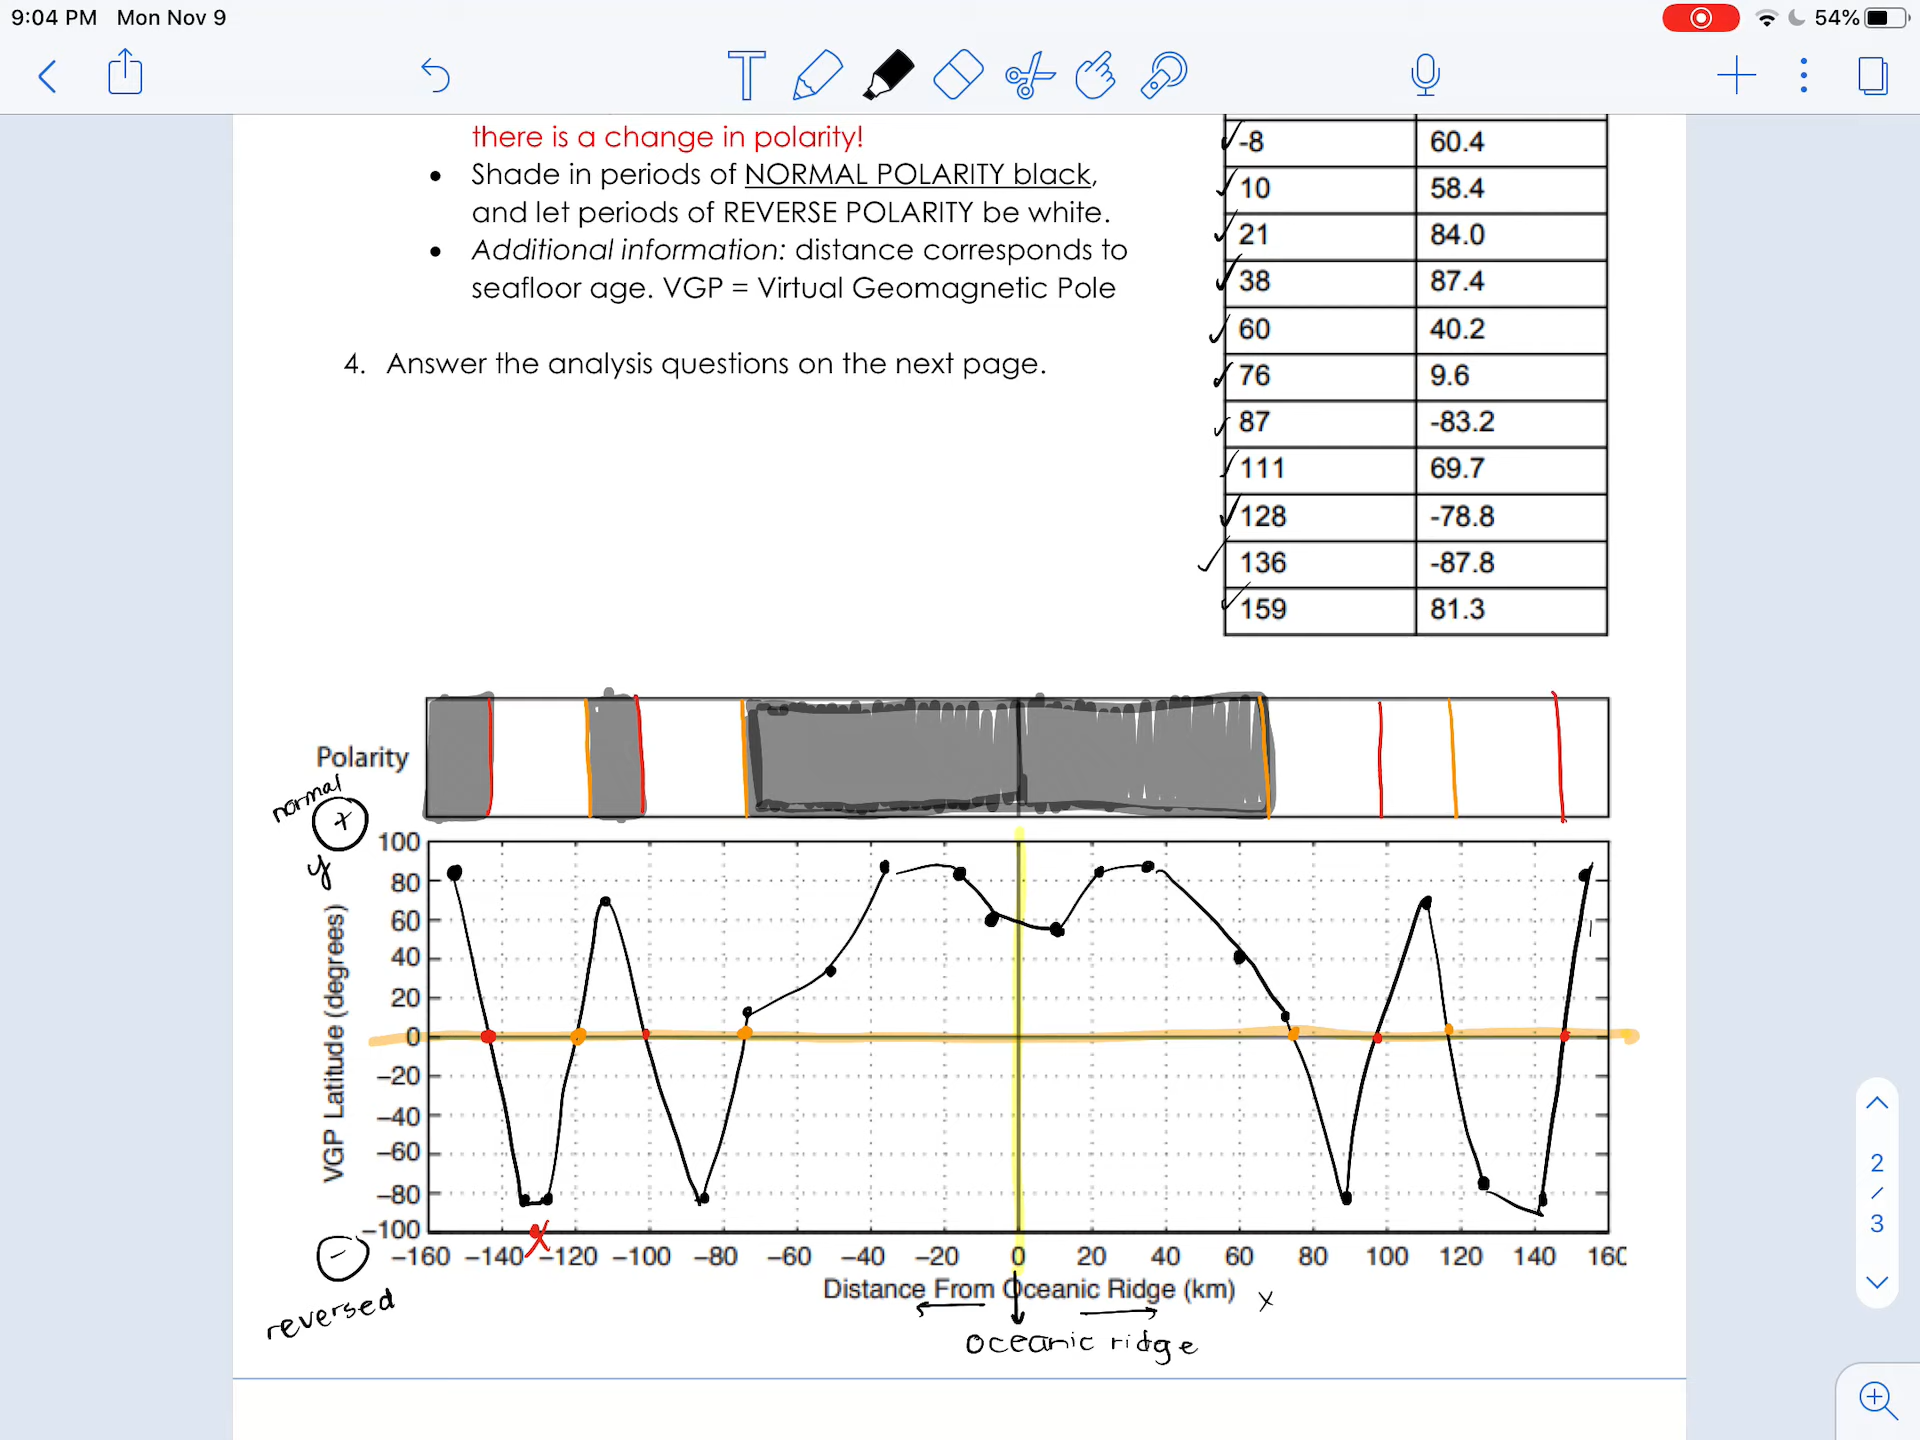 9:04 PM Mon Nov 9
54%
there is a change in polarity!
• Shade in periods of NORMAL POLARITY black,
and let periods of REVERSE POLARITY be white.
• Additional information: distance corresponds to
seafloor age. VGP = Virtual Geomagnetic Pole
4. Answer the analysis questions on the next page.
-8 60.4
10 58.4
21 84.0
38 87.4
60 40.2
76 9.6
87 -83.2
111 69.7
128 -78.8
136 -87.8
159 81.3
Polarity
normal
+
y
VGP Latitude (degrees)
100
80
60
40
20
0
−20
−40
−60
−80
−100
−
reversed
−160 −140 −120 −100 −80 −60 −40 −20 0 20 40 60 80 100 120 140 160
Distance From Oceanic Ridge (km) x
oceanic ridge
2
/
3